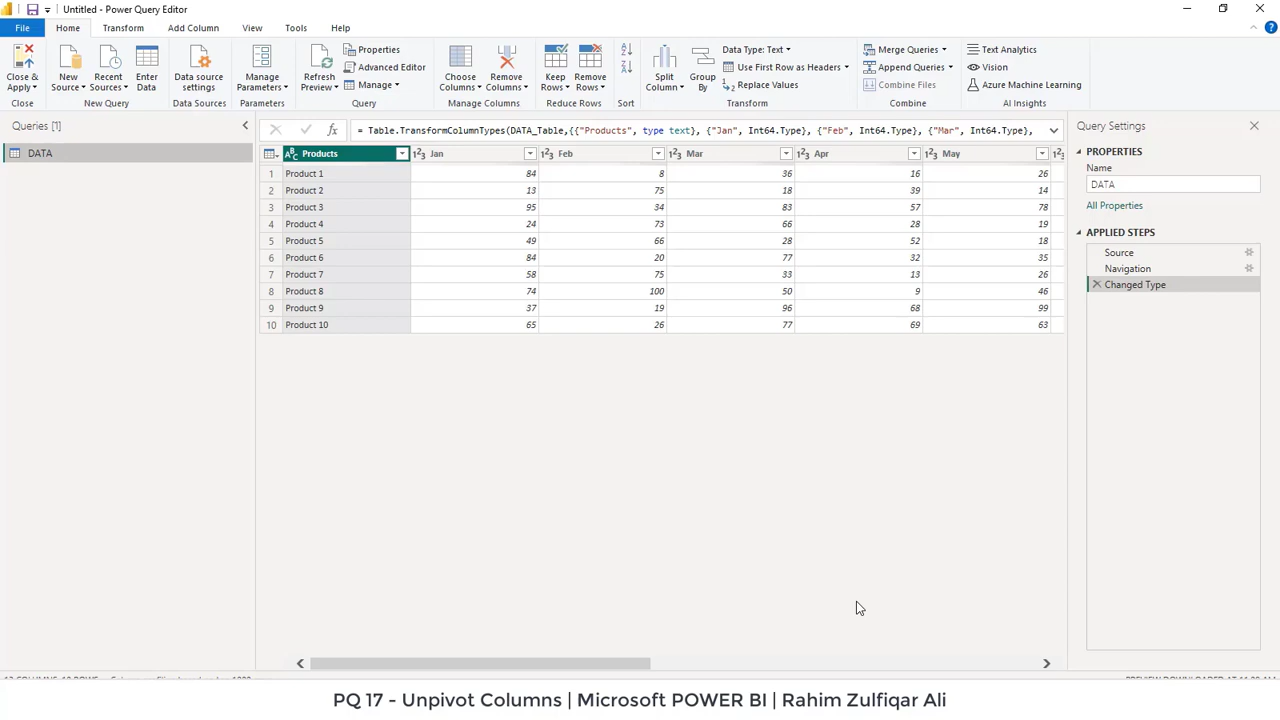 Untitled - Power Query Editor
File Home Transform Add Column View Tools Help
Close & Apply
New Source
Recent Sources
Enter Data
Data source settings
Manage Parameters
Refresh Preview
Properties
Advanced Editor
Manage
Choose Columns
Remove Columns
Keep Rows
Remove Rows
Split Column
Group By
Data Type: Text
Use First Row as Headers
Replace Values
Merge Queries
Append Queries
Combine Files
Text Analytics
Vision
Azure Machine Learning
Close New Query Data Sources Parameters Query Manage Columns Reduce Rows Sort Transform Combine AI Insights
Queries [1]
DATA
= Table.TransformColumnTypes(DATA_Table,{{"Products", type text}, {"Jan", Int64.Type}, {"Feb", Int64.Type}, {"Mar", Int64.Type},
Products Jan Feb Mar Apr May
1 Product 1 84 8 36 16 26
2 Product 2 13 75 18 39 14
3 Product 3 95 34 83 57 78
4 Product 4 24 73 66 28 19
5 Product 5 49 66 28 52 18
6 Product 6 84 20 77 32 35
7 Product 7 58 75 33 13 26
8 Product 8 74 100 50 9 46
9 Product 9 37 19 96 68 99
10 Product 10 65 26 77 69 63
Query Settings
PROPERTIES
Name
DATA
All Properties
APPLIED STEPS
Source
Navigation
Changed Type
PQ 17 - Unpivot Columns | Microsoft POWER BI | Rahim Zulfiqar Ali